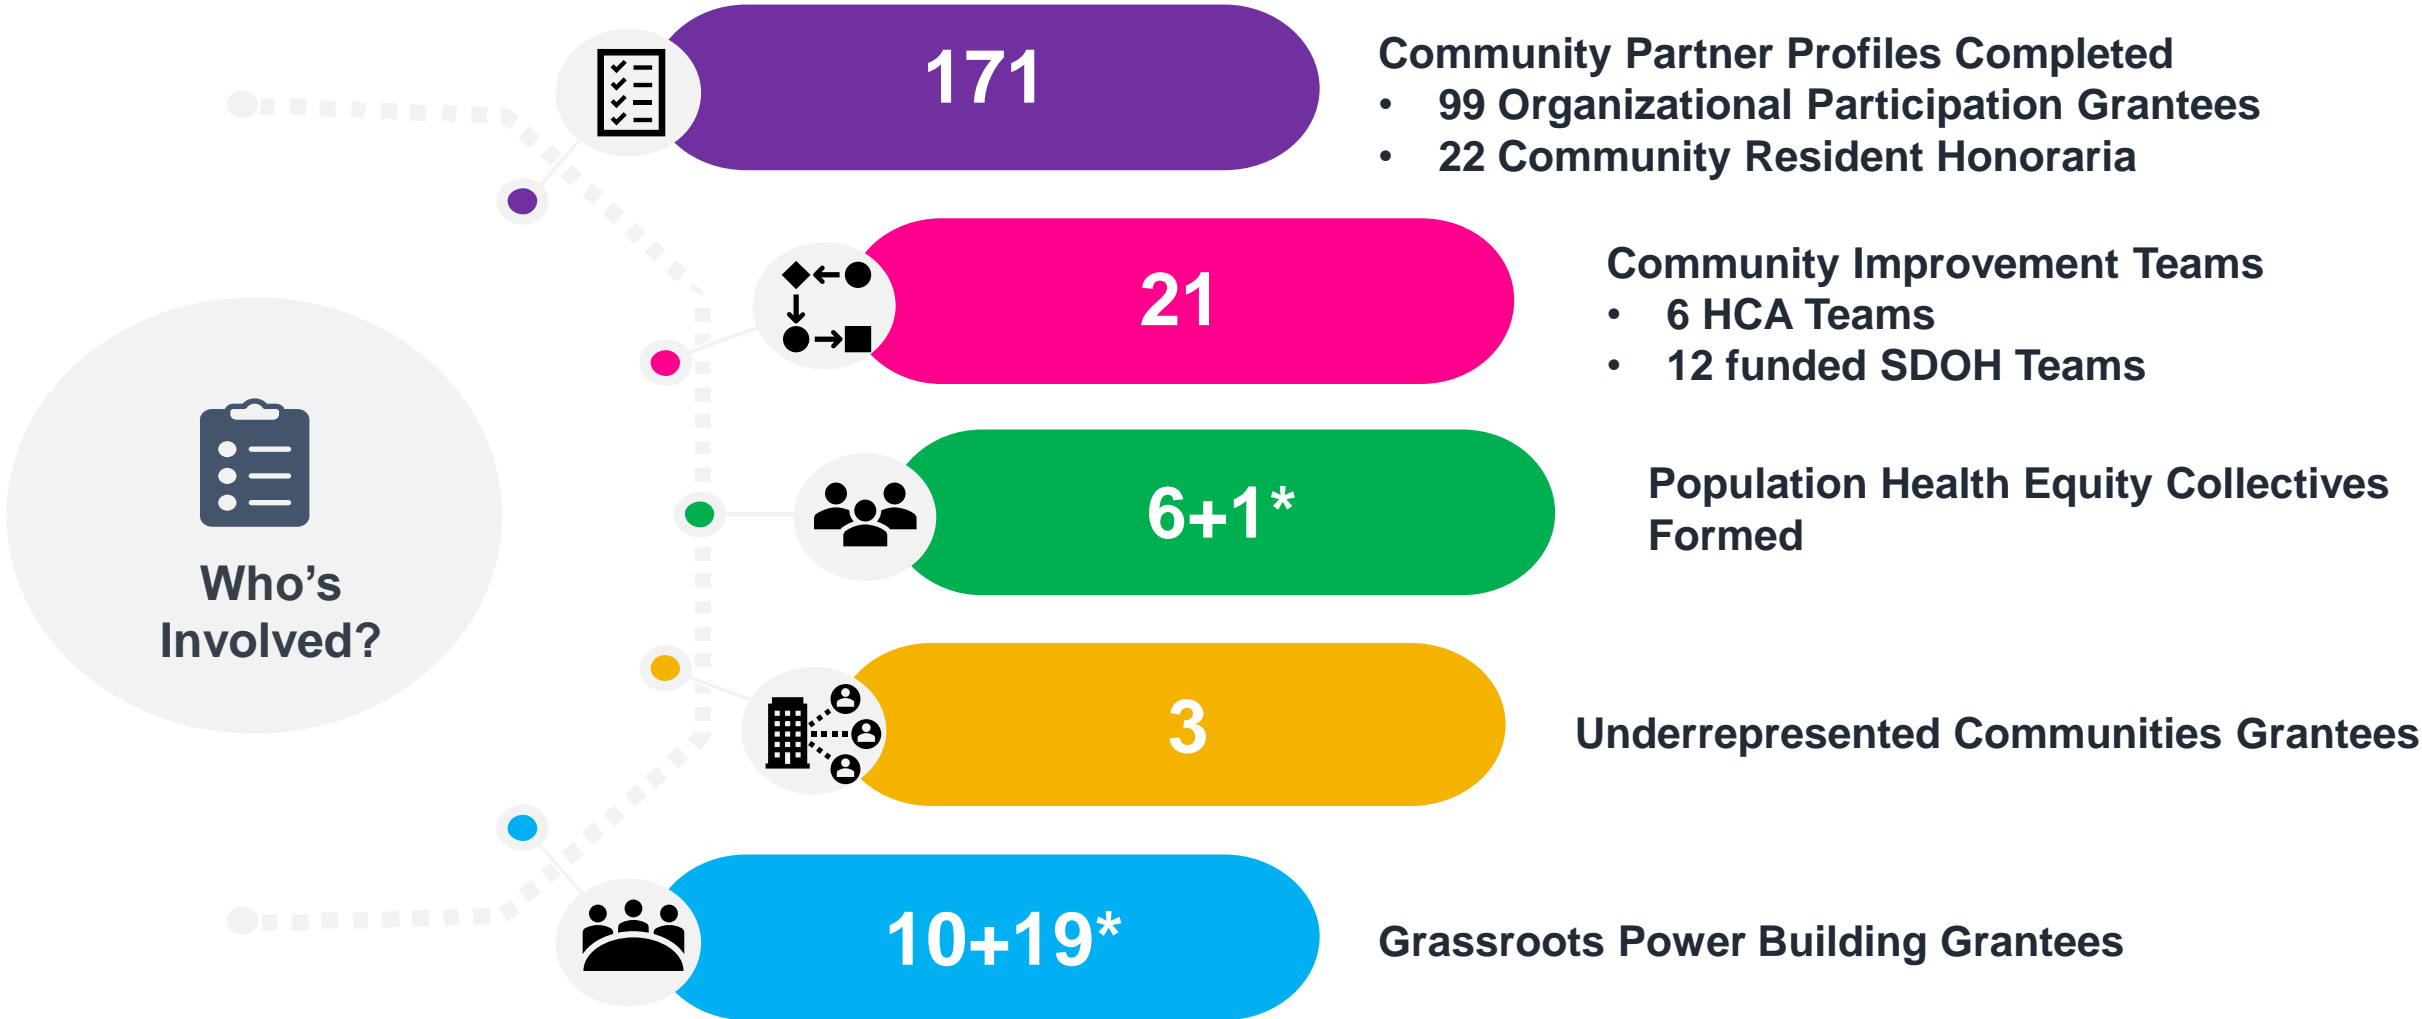 Who’s
Involved?
171
Community Partner Profiles Completed
• 99 Organizational Participation Grantees
• 22 Community Resident Honoraria
21
Community Improvement Teams
• 6 HCA Teams
• 12 funded SDOH Teams
6+1*
Population Health Equity Collectives
Formed
3
Underrepresented Communities Grantees
10+19*
Grassroots Power Building Grantees